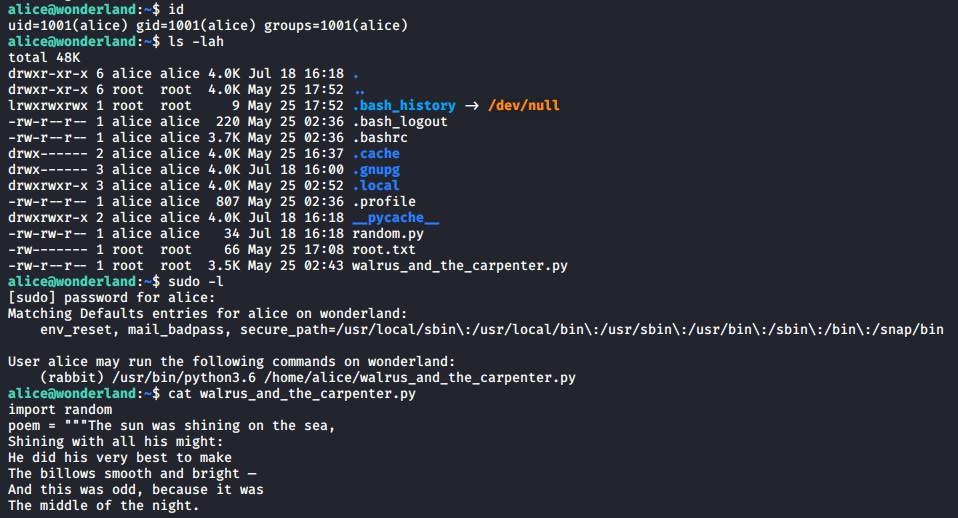 alice@wonderland:~$ id
uid=1001(alice) gid=1001(alice) groups=1001(alice)
alice@wonderland:~$ ls -lah
total 48K
drwxr-xr-x 6 alice alice 4.0K Jul 18 16:18 .
drwxr-xr-x 6 root  root  4.0K May 25 17:52 ..
lrwxrwxrwx 1 root  root     9 May 25 17:52 .bash_history → /dev/null
-rw-r--r-- 1 alice alice  220 May 25 02:36 .bash_logout
-rw-r--r-- 1 alice alice 3.7K May 25 02:36 .bashrc
drwx------ 2 alice alice 4.0K May 25 16:37 .cache
drwx------ 3 alice alice 4.0K Jul 18 16:00 .gnupg
drwxrwxr-x 3 alice alice 4.0K May 25 02:52 .local
-rw-r--r-- 1 alice alice  807 May 25 02:36 .profile
drwxrwxr-x 2 alice alice 4.0K Jul 18 16:18 __pycache__
-rw-rw-r-- 1 alice alice   34 Jul 18 16:18 random.py
-rw------- 1 root  root    66 May 25 17:08 root.txt
-rw-r--r-- 1 root  root  3.5K May 25 02:43 walrus_and_the_carpenter.py
alice@wonderland:~$ sudo -l
[sudo] password for alice:
Matching Defaults entries for alice on wonderland:
    env_reset, mail_badpass, secure_path=/usr/local/sbin\:/usr/local/bin\:/usr/sbin\:/usr/bin\:/sbin\:/bin\:/snap/bin

User alice may run the following commands on wonderland:
    (rabbit) /usr/bin/python3.6 /home/alice/walrus_and_the_carpenter.py
alice@wonderland:~$ cat walrus_and_the_carpenter.py
import random
poem = """The sun was shining on the sea,
Shining with all his might:
He did his very best to make
The billows smooth and bright —
And this was odd, because it was
The middle of the night.